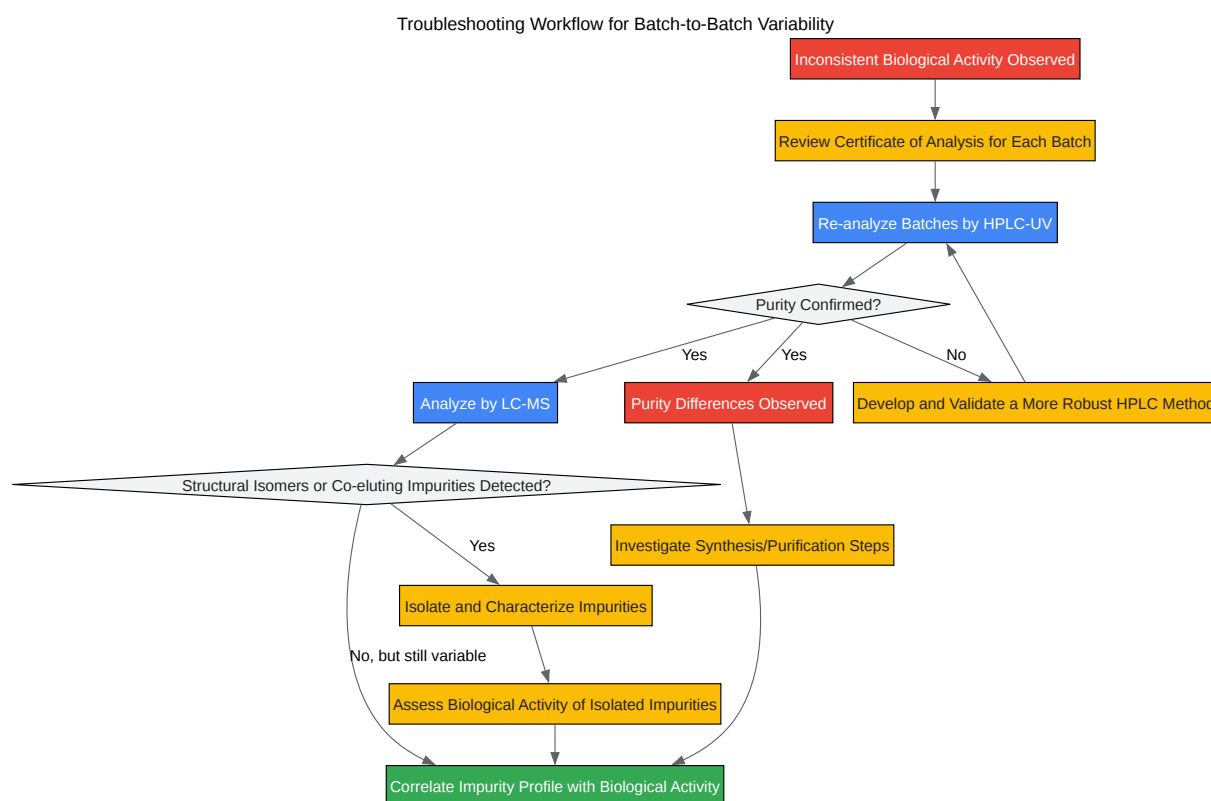 Troubleshooting Workflow for Batch-to-Batch Variability
Inconsistent Biological Activity Observed
Review Certificate of Analysis for Each Batch
Re-analyze Batches by HPLC-UV
Purity Confirmed?
Yes
Yes
No
Analyze by LC-MS
Purity Differences Observed
Develop and Validate a More Robust HPLC Method
Structural Isomers or Co-eluting Impurities Detected?
Yes
Investigate Synthesis/Purification Steps
Isolate and Characterize Impurities
No, but still variable
Assess Biological Activity of Isolated Impurities
Correlate Impurity Profile with Biological Activity